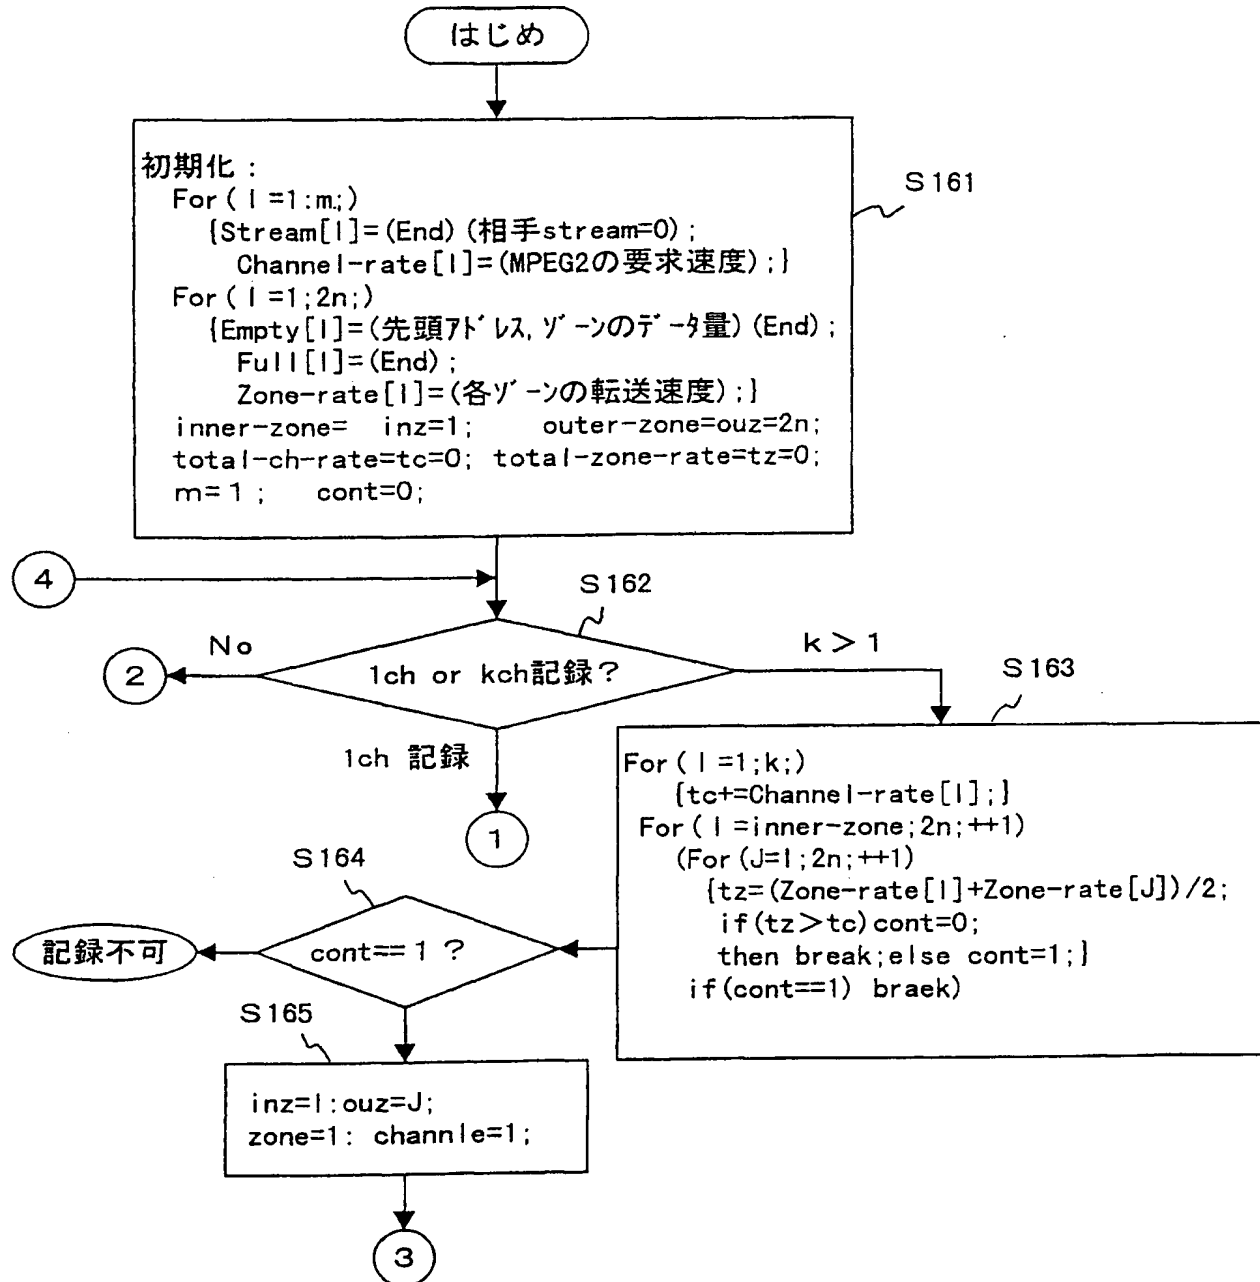 はじめ
初期化：
For(I=1:m;)
{Stream[I]=(End)(相手stream=0);
Channel-rate[I]=(MPEG2の要求速度);}
For(I=1;2n;)
{Empty[I]=(先頭ｱﾄﾞﾚｽ,ｿﾞｰﾝのﾃﾞｰﾀ量)(End);
Full[I]=(End);
Zone-rate[I]=(各ｿﾞｰﾝの転送速度);}
inner-zone= inz=1; outer-zone=ouz=2n;
total-ch-rate=tc=0; total-zone-rate=tz=0;
m=1; cont=0;
S161
4
S162
No
2
1ch or kch記録？
k＞1
1ch 記録
1
S163
For(I=1;k;)
{tc+=Channel-rate[I];}
For(I=inner-zone;2n;++1)
(For(J=I;2n;++1)
{tz=(Zone-rate[I]+Zone-rate[J])/2;
if(tz＞tc)cont=0;
then break;else cont=1;}
if(cont==1) braek)
S164
記録不可
cont==1？
S165
inz=I:ouz=J;
zone=1: channle=1;
3